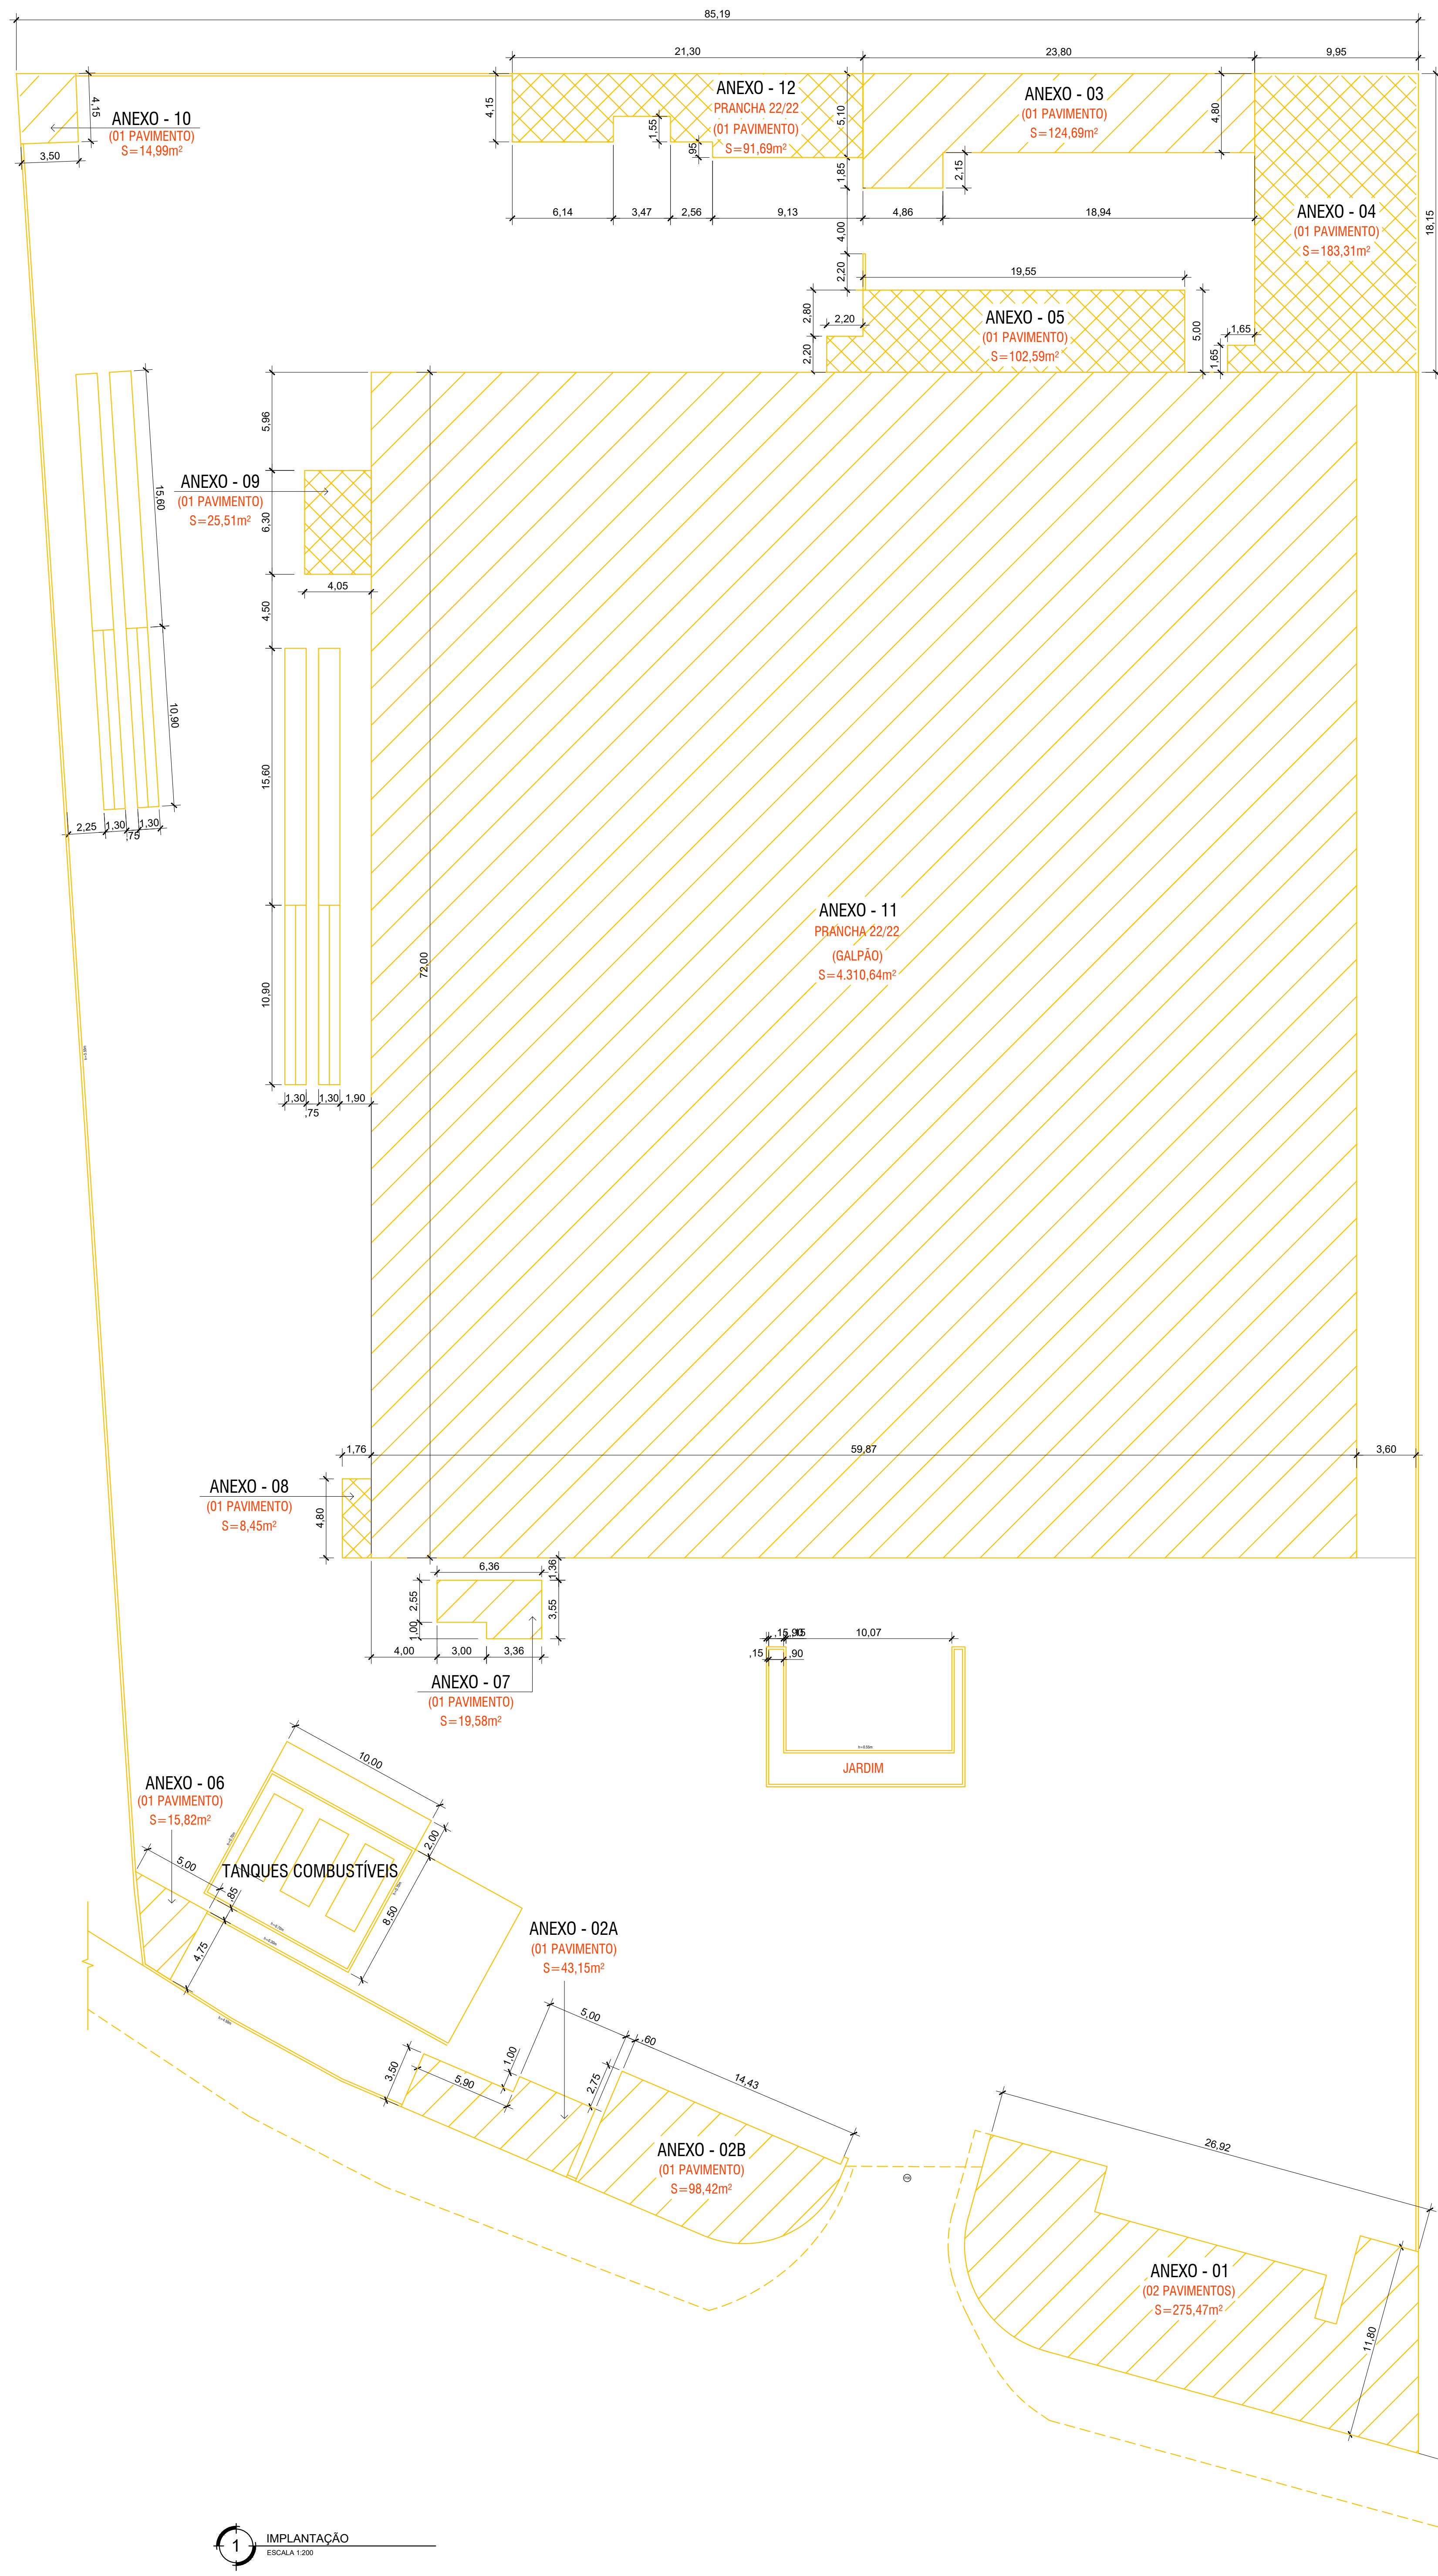 85,19
21,30
23,80
9,95
ANEXO - 10
(01 PAVIMENTO)
S=14,99m²
4,15
3,50
4,15
ANEXO - 12
PRANCHA 22/22
(01 PAVIMENTO)
S=91,69m²
1,55
,95
5,10
1,85
ANEXO - 03
(01 PAVIMENTO)
S=124,69m²
4,80
2,15
18,15
6,14
3,47
2,56
9,13
4,86
18,94
ANEXO - 04
(01 PAVIMENTO)
S=183,31m²
4,00
2,20
19,55
2,80
2,20
2,20
ANEXO - 05
(01 PAVIMENTO)
S=102,59m²
5,00
1,65
1,65
5,96
ANEXO - 09
(01 PAVIMENTO)
S=25,51m²
6,30
4,05
4,50
15,60
10,90
2,25
1,30
,75
1,30
15,60
10,90
1,30
,75
1,30
1,90
72,00
ANEXO - 11
PRANCHA 22/22
(GALPÃO)
S=4.310,64m²
1,76
59,87
3,60
ANEXO - 08
(01 PAVIMENTO)
S=8,45m²
4,80
6,36
1,36
2,55
1,00
3,55
4,00
3,00
3,36
ANEXO - 07
(01 PAVIMENTO)
S=19,58m²
,15
,90
,15
10,07
,15
,90
JARDIM
10,00
2,00
ANEXO - 06
(01 PAVIMENTO)
S=15,82m²
5,00
TANQUES COMBUSTÍVEIS
,85
8,50
4,75
ANEXO - 02A
(01 PAVIMENTO)
S=43,15m²
5,00
,60
1,00
3,50
5,90
2,75
14,43
ANEXO - 02B
(01 PAVIMENTO)
S=98,42m²
26,92
ANEXO - 01
(02 PAVIMENTOS)
S=275,47m²
11,80
1
IMPLANTAÇÃO
ESCALA 1:200